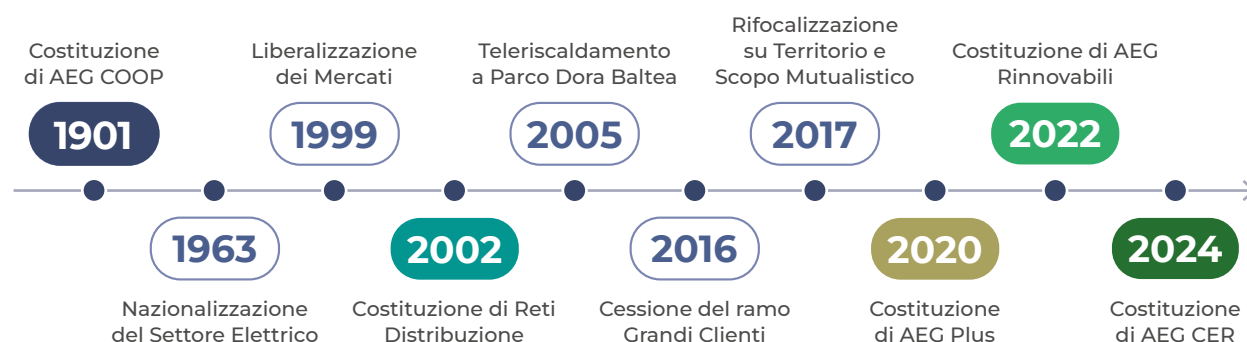 Costituzione
di AEG COOP
1901
1963
Nazionalizzazione
del Settore Elettrico
Liberalizzazione
dei Mercati
1999
2002
Costituzione di Reti
Distribuzione
Teleriscaldamento
a Parco Dora Baltea
2005
2016
Cessione del ramo
Grandi Clienti
Rifocalizzazione
su Territorio e
Scopo Mutualistico
2017
2020
Costituzione
di AEG Plus
Costituzione di AEG
Rinnovabili
2022
2024
Costituzione
di AEG CER